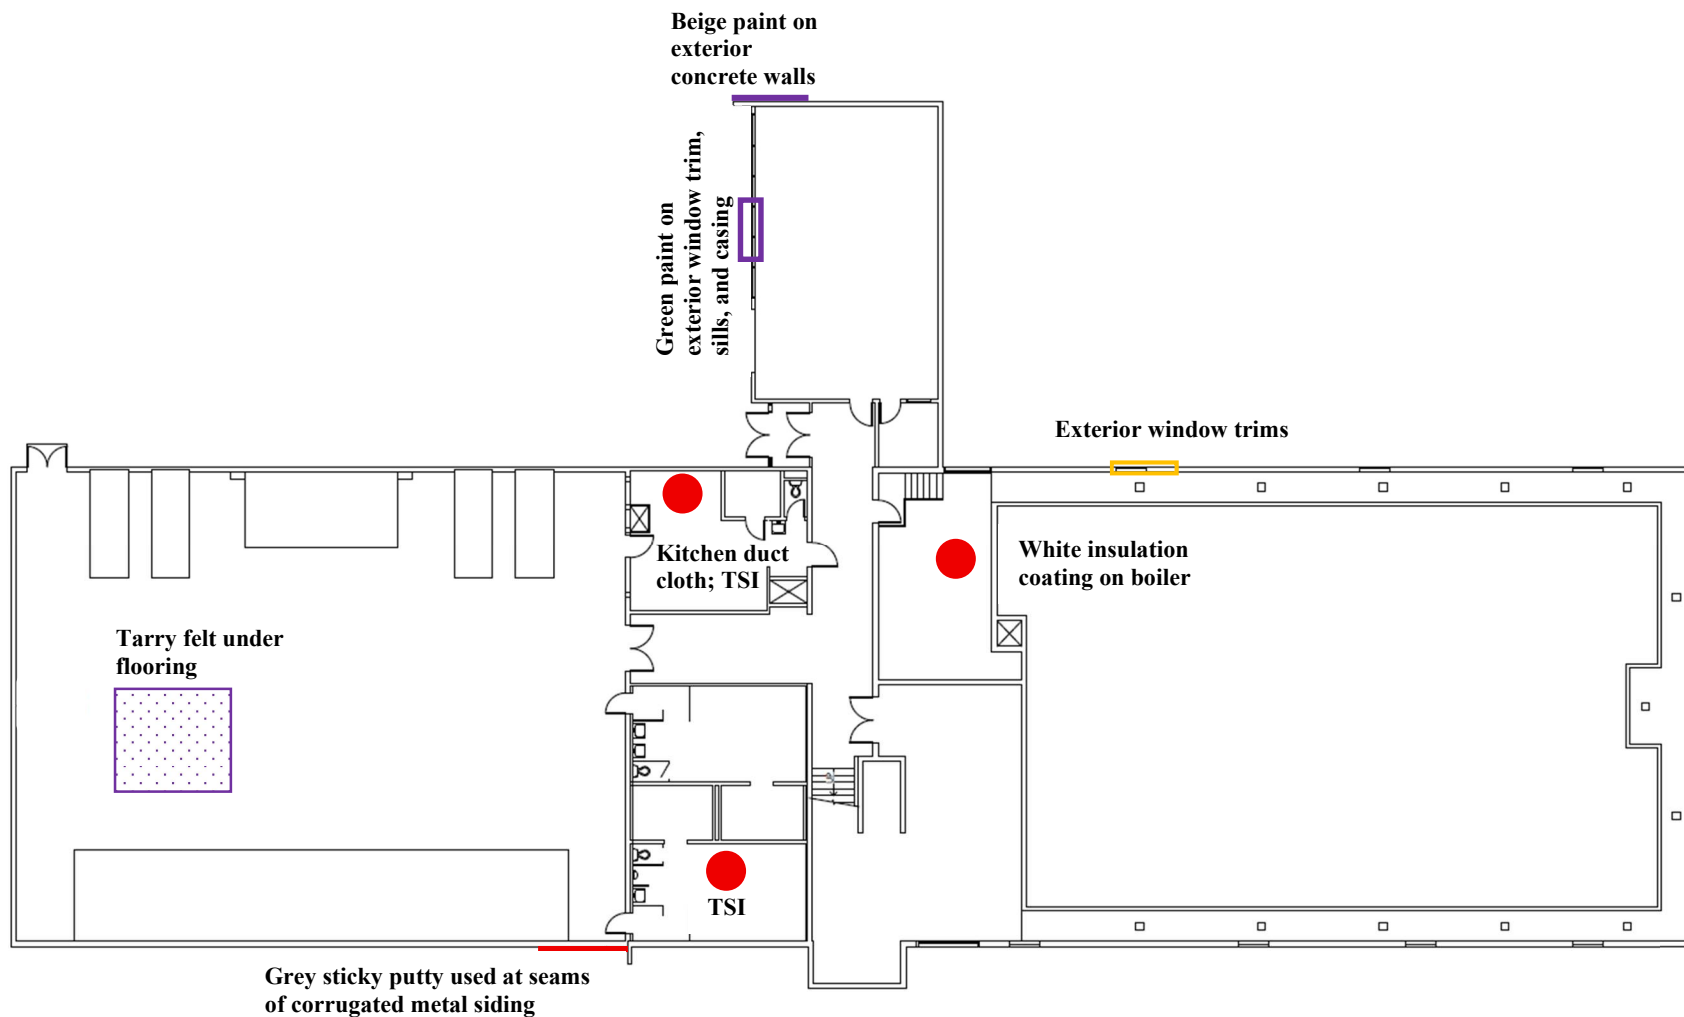 Beige paint on
exterior
concrete walls
Green paint on
exterior window trim,
sills, and casing
Exterior window trims
Kitchen duct
cloth; TSI
White insulation
coating on boiler
Tarry felt under
flooring
TSI
Grey sticky putty used at seams
of corrugated metal siding